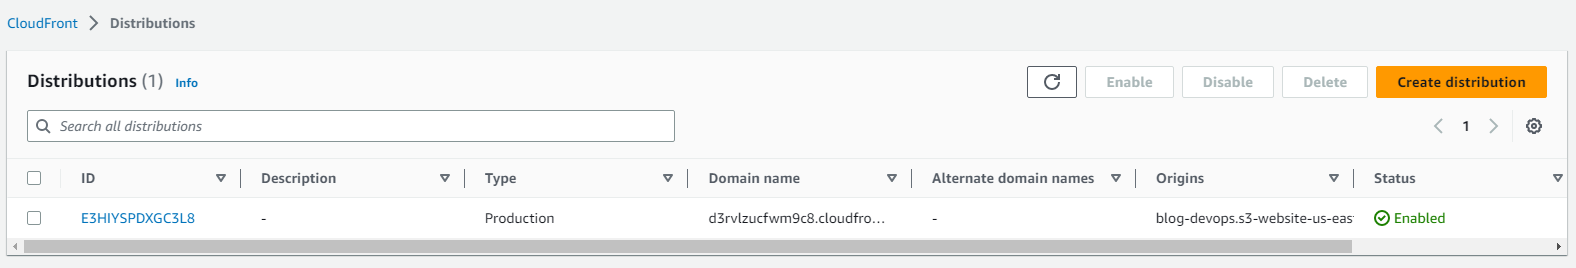 CloudFront > Distributions
Distributions (1) Info
Enable Disable Delete Create distribution
Search all distributions
1
ID Description Type Domain name Alternate domain names Origins Status
E3HIYSPDXGC3L8 - Production d3rvlzucfwm9c8.cloudfro... - blog-devops.s3-website-us-eas Enabled